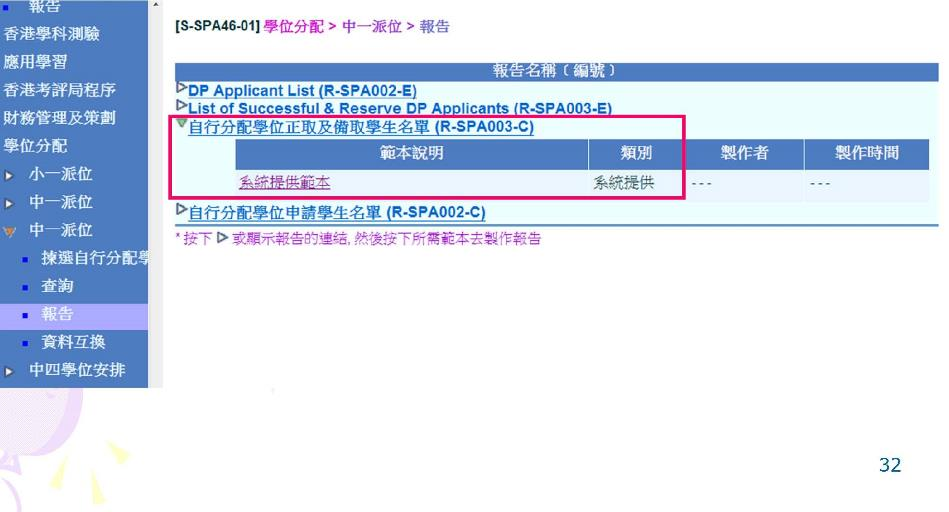 報告
香港學科測驗
應用學習
香港考評局程序
財務管理及策劃
學位分配
小一派位
中一派位
中一派位
揀選自行分配學
查詢
報告
資料互換
中四學位安排
[S-SPA46-01] 學位分配 > 中一派位 > 報告
報告名稱﹝編號﹞
DP Applicant List (R-SPA002-E)
List of Successful & Reserve DP Applicants (R-SPA003-E)
自行分配學位正取及備取學生名單 (R-SPA003-C)
範本說明 類別 製作者 製作時間
系統提供範本 系統提供 --- ---
自行分配學位申請學生名單 (R-SPA002-C)
* 按下 ▷ 或顯示報告的連结, 然後按下所需範本去製作報告
32